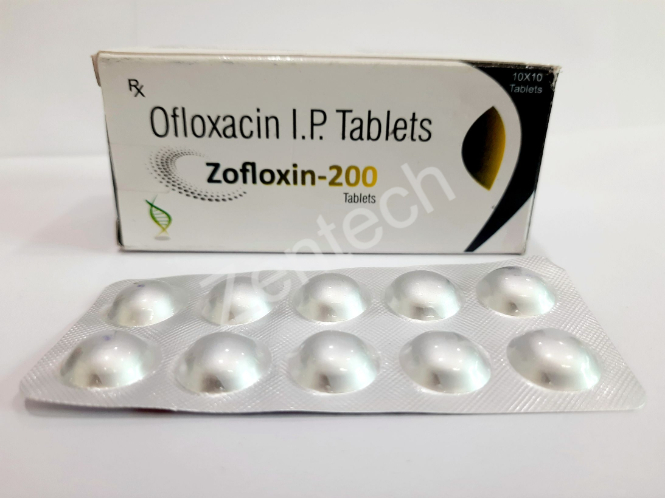 10X10
Tablets
Rx
Ofloxacin I.P. Tablets
Zofloxin-200
Tablets
Zentech